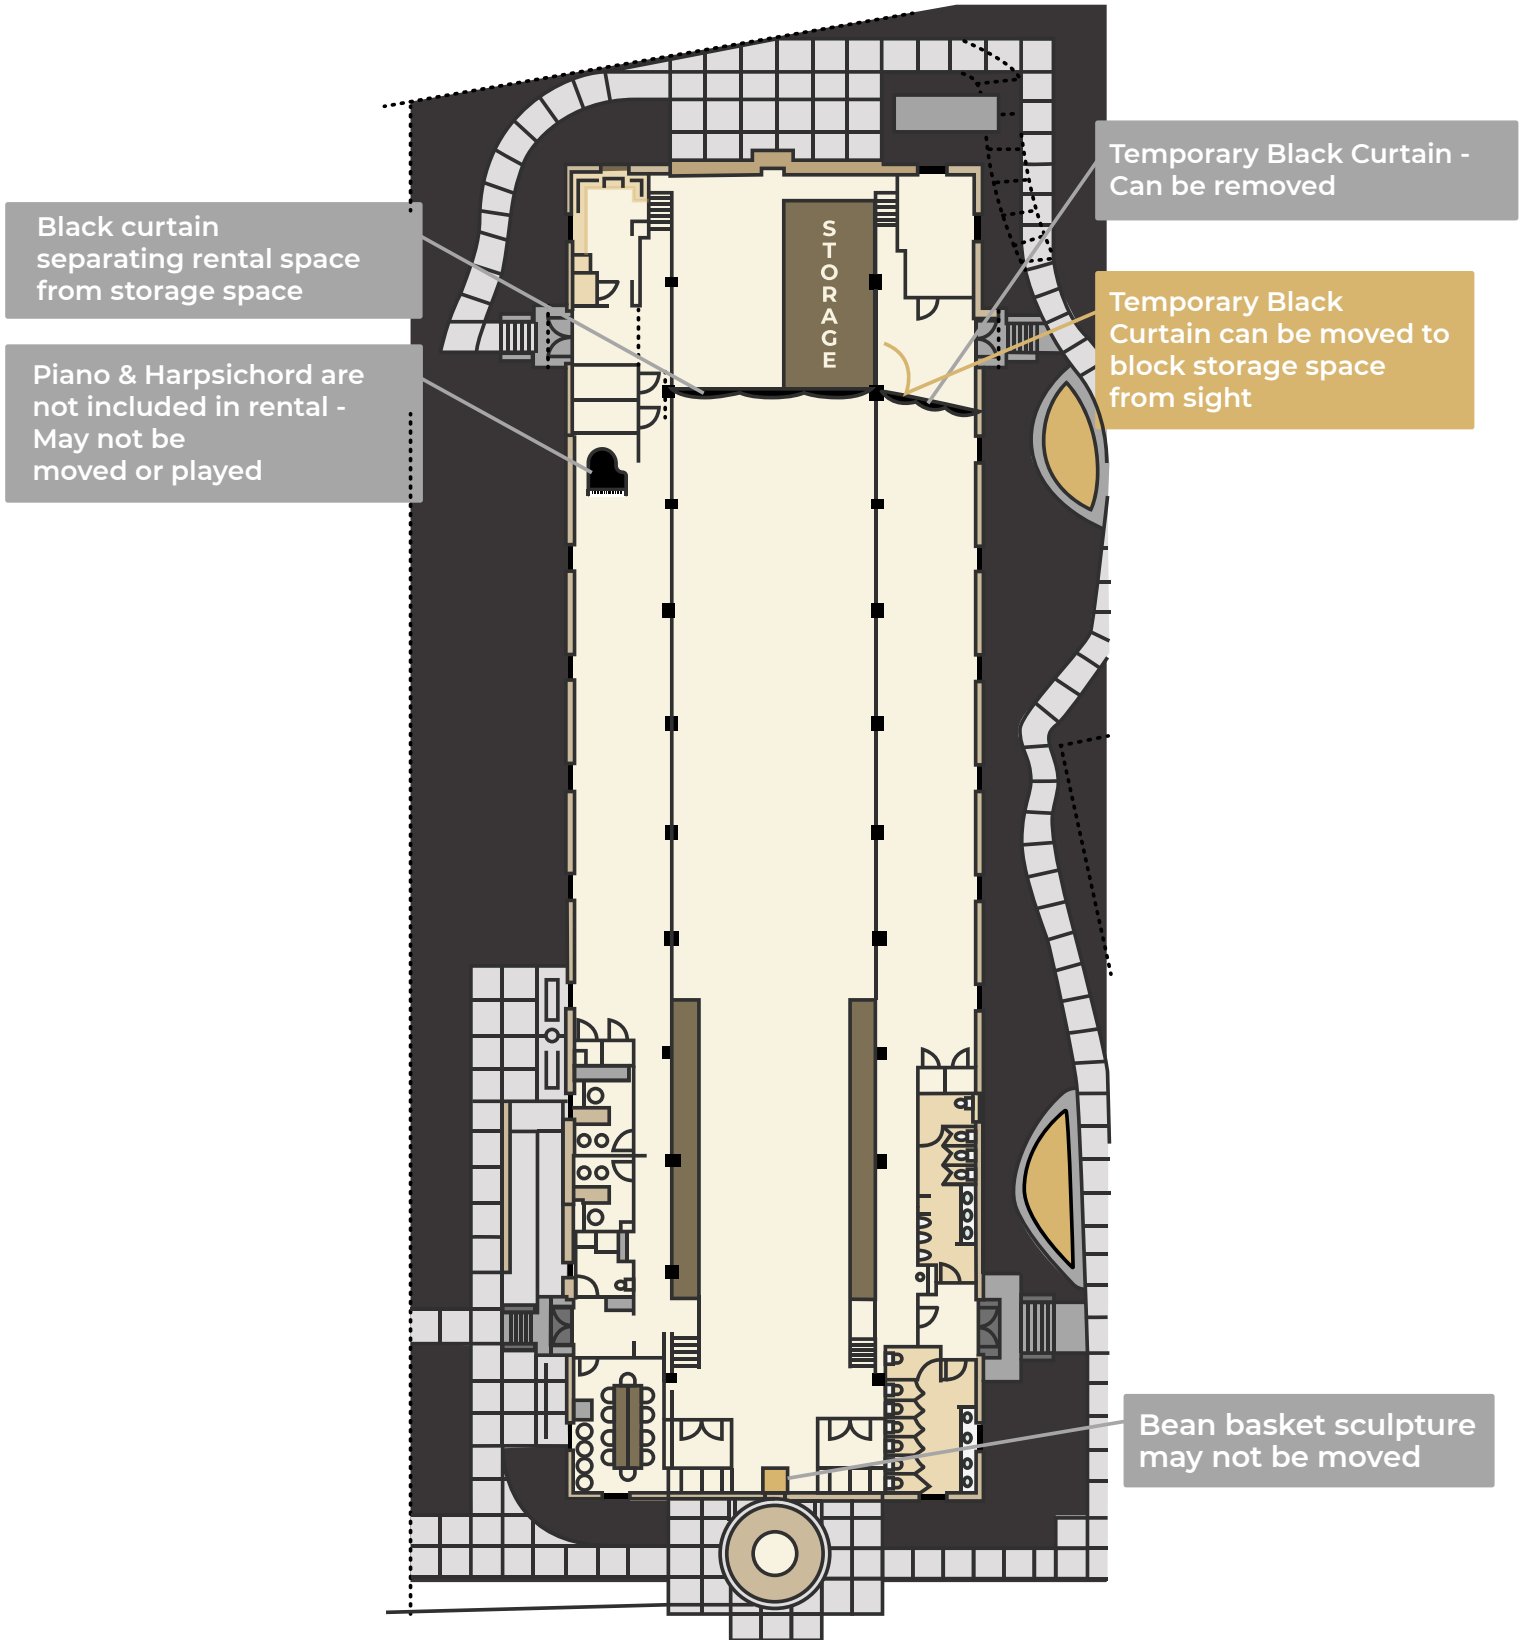 Temporary Black Curtain -
Can be removed
Black curtain
separating rental space
from storage space
STORAGE
Temporary Black
Curtain can be moved to
block storage space
from sight
Piano & Harpsichord are
not included in rental -
May not be
moved or played
Bean basket sculpture
may not be moved